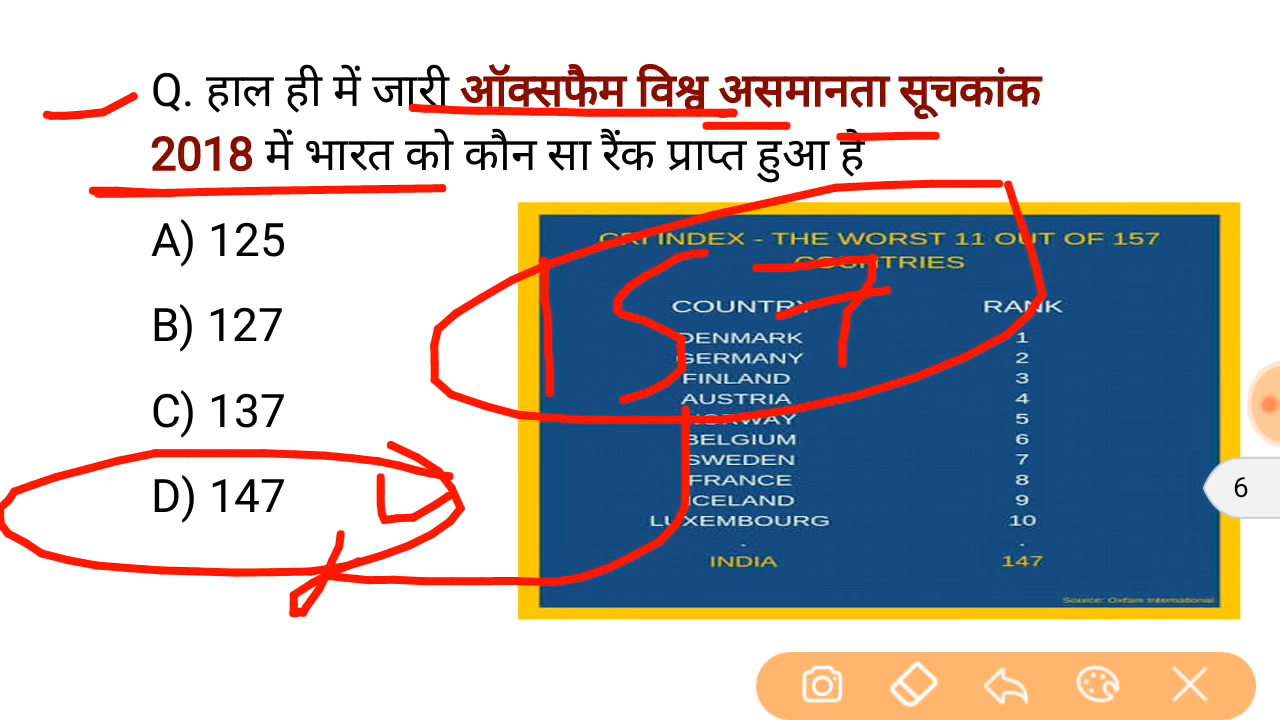 Q. हाल ही में जारी ऑक्सफैम विश्व असमानता सूचकांक
2018 में भारत को कौन सा रैंक प्राप्त हुआ है
A) 125
B) 127
C) 137
D) 147
CRI INDEX - THE WORST 11 OUT OF 157
COUNTRIES
157
COUNTRY RANK
DENMARK 1
GERMANY 2
FINLAND 3
AUSTRIA 4
NORWAY 5
BELGIUM 6
SWEDEN 7
FRANCE 8
ICELAND 9
LUXEMBOURG 10
. .
INDIA 147
Source: Oxfam International
6